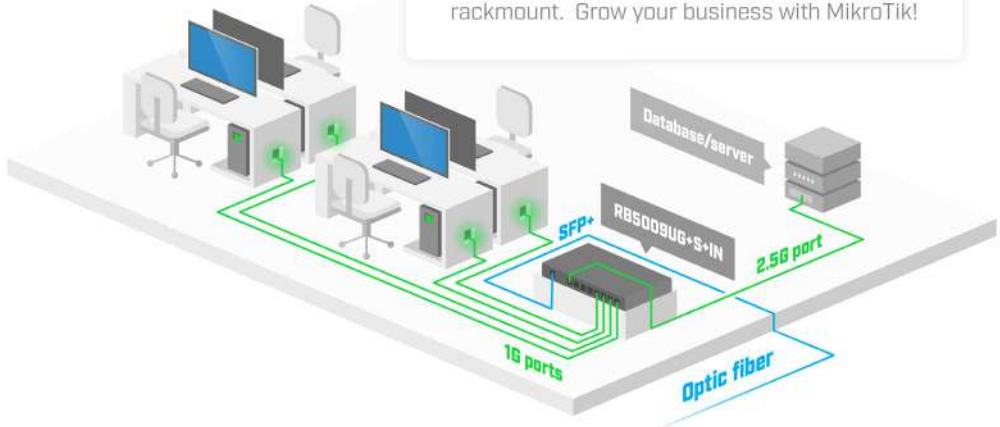 rackmount. Grow your business with MikroTik!
Database/server
RB5009UG+S+IN
SFP+
2.5G port
1G ports
Optic fiber